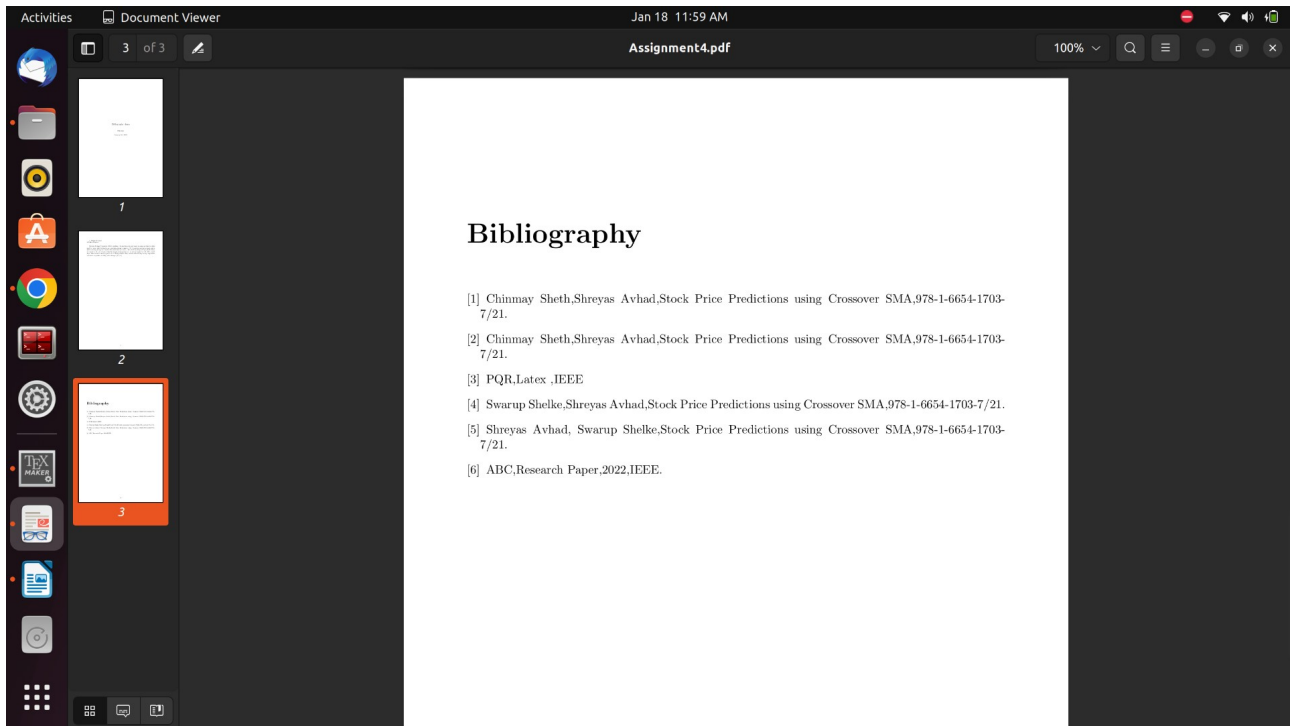 Activities Document Viewer Jan 18 11:59 AM
3 of 3 Assignment4.pdf 100%
1
2
3
TEX
MAKER
Bibliography
[1] Chinmay Sheth,Shreyas Avhad,Stock Price Predictions using Crossover SMA,978-1-6654-1703-
7/21.
[2] Chinmay Sheth,Shreyas Avhad,Stock Price Predictions using Crossover SMA,978-1-6654-1703-
7/21.
[3] PQR,Latex ,IEEE
[4] Swarup Shelke,Shreyas Avhad,Stock Price Predictions using Crossover SMA,978-1-6654-1703-7/21.
[5] Shreyas Avhad, Swarup Shelke,Stock Price Predictions using Crossover SMA,978-1-6654-1703-
7/21.
[6] ABC,Research Paper,2022,IEEE.